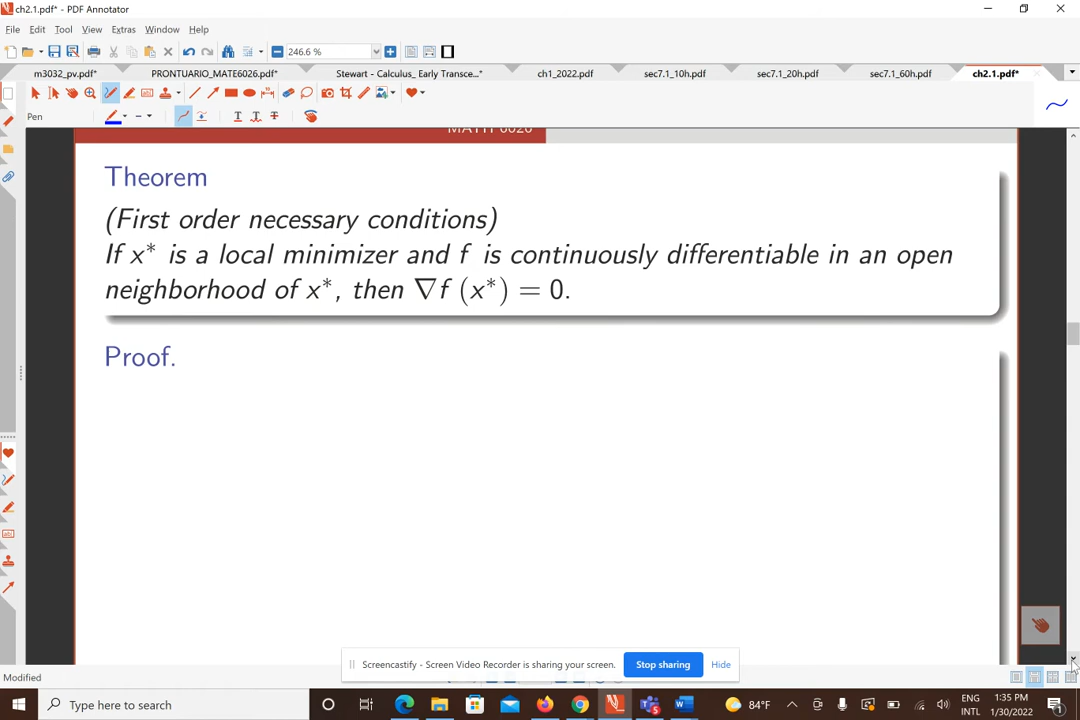 ch2.1.pdf* - PDF Annotator
File Edit Tool View Extras Window Help
246.6 %
m3032_pv.pdf* PRONTUARIO_MATE6026.pdf* Stewart - Calculus_ Early Transce..." ch1_2022.pdf sec7.1_10h.pdf sec7.1_20h.pdf sec7.1_60h.pdf ch2.1.pdf*
Pen
Theorem
(First order necessary conditions)
If x* is a local minimizer and f is continuously differentiable in an open
neighborhood of x*, then ∇f (x*) = 0.
Proof.
Screencastify - Screen Video Recorder is sharing your screen. Stop sharing Hide
Modified
Type here to search
84°F
ENG
INTL
1:35 PM
1/30/2022